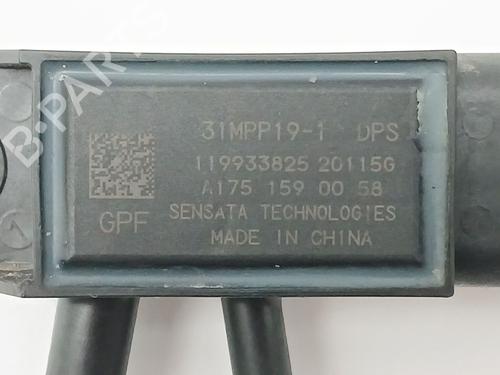 B-PARTS
31MPP19-1 DPS
119933825 20115G
A175 159 00 58
GPF SENSATA TECHNOLOGIES
MADE IN CHINA